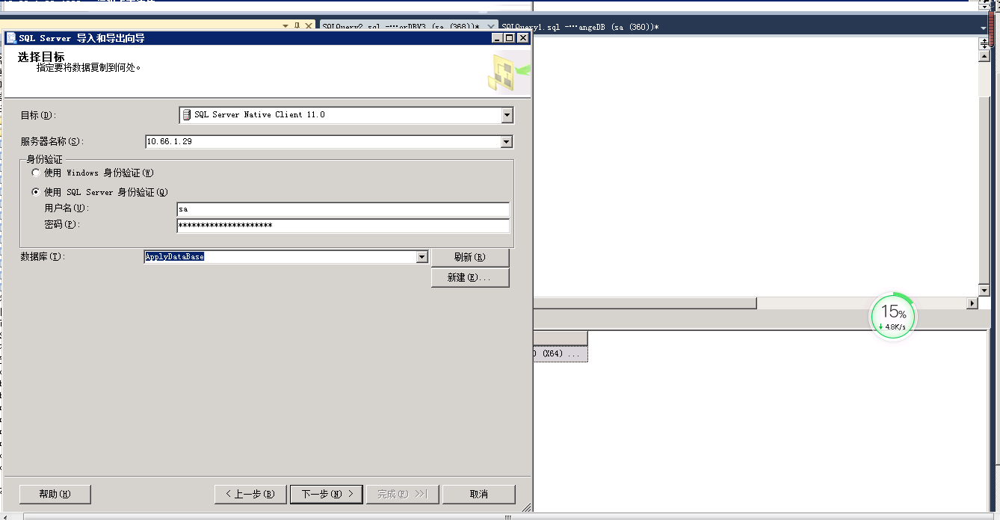 SQLQuery2.sql -···orDBV3 (sa (368))*
SQLQuery1.sql -···angeDB (sa (360))*
SQL Server 导入和导出向导
选择目标
指定要将数据复制到何处。
目标(D):
SQL Server Native Client 11.0
服务器名称(S):
10.66.1.29
身份验证
使用 Windows 身份验证(W)
使用 SQL Server 身份验证(Q)
用户名(U):
sa
密码(P):
*********************
数据库(T):
ApplyDataBase
刷新(R)
新建(E)...
15%
4.8K/s
(X64) ...
帮助(H)
< 上一步(B)
下一步(N) >
完成(F) >>|
取消